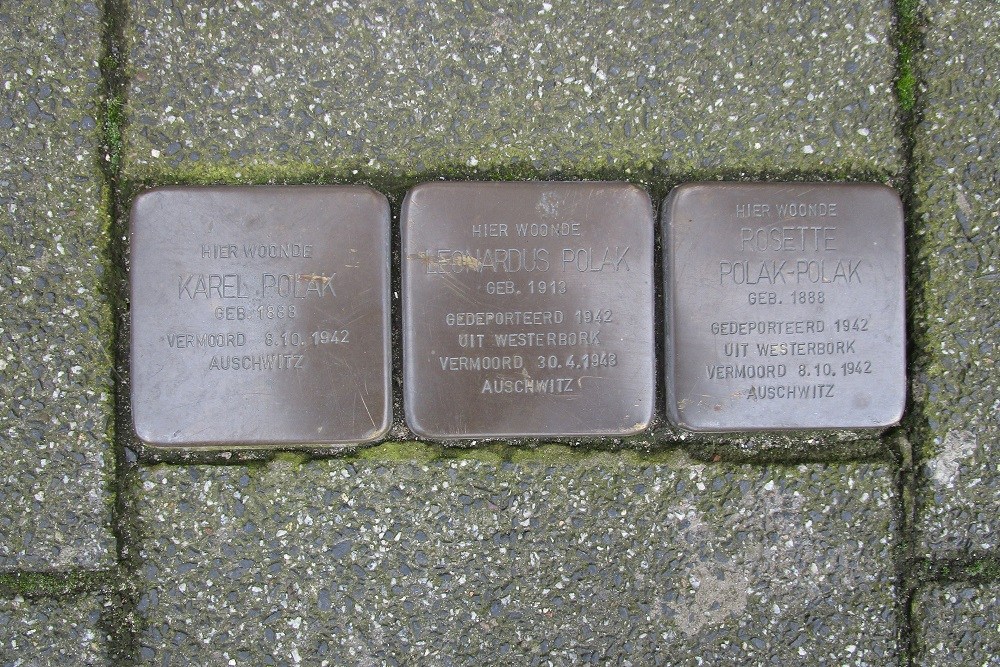 HIER WOONDE
KAREL POLAK
GEB. 1888
VERMOORD 8.10.1942
AUSCHWITZ
HIER WOONDE
LEONARDUS POLAK
GEB. 1913
GEDEPORTEERD 1942
UIT WESTERBORK
VERMOORD 30.4.1943
AUSCHWITZ
HIER WOONDE
ROSETTE
POLAK-POLAK
GEB. 1888
GEDEPORTEERD 1942
UIT WESTERBORK
VERMOORD 8.10.1942
AUSCHWITZ